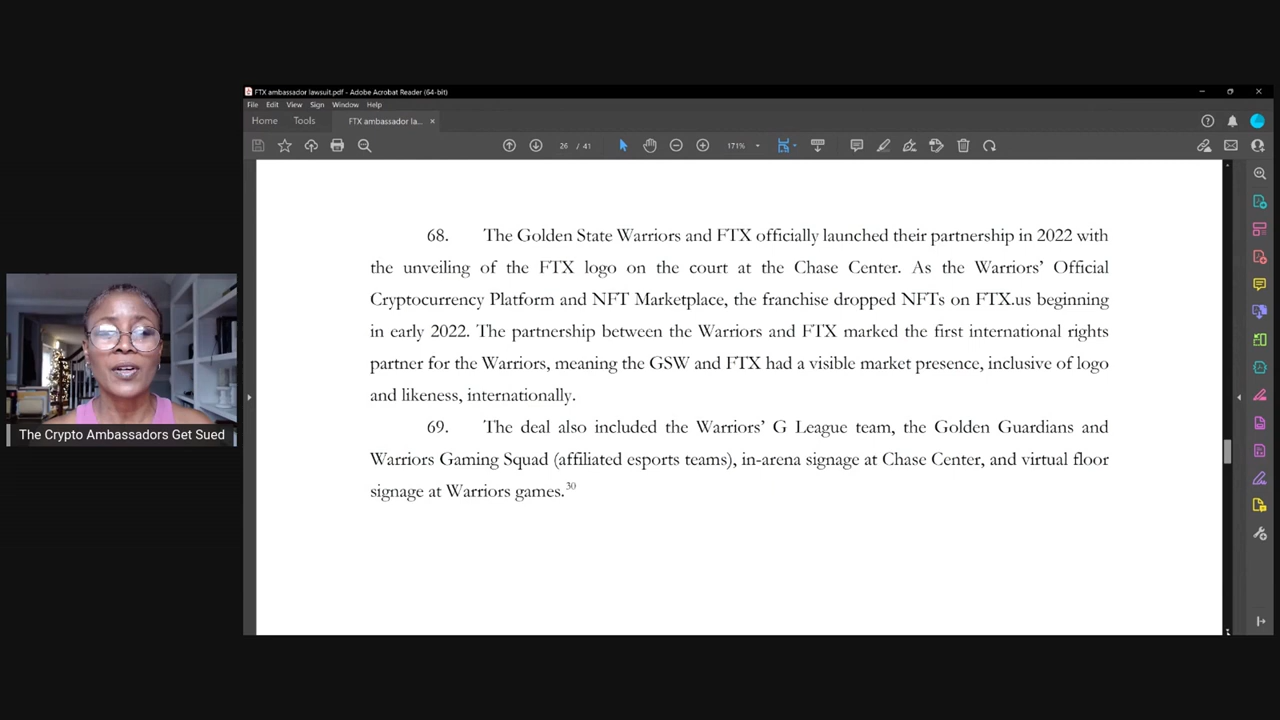 FTX ambassador lawsuit.pdf - Adobe Acrobat Reader (64-bit)
File Edit View Sign Window Help
Home Tools FTX ambassador la... ×
26 / 41 171%
68. The Golden State Warriors and FTX officially launched their partnership in 2022 with
the unveiling of the FTX logo on the court at the Chase Center. As the Warriors’ Official
Cryptocurrency Platform and NFT Marketplace, the franchise dropped NFTs on FTX.us beginning
in early 2022. The partnership between the Warriors and FTX marked the first international rights
partner for the Warriors, meaning the GSW and FTX had a visible market presence, inclusive of logo
and likeness, internationally.
69. The deal also included the Warriors’ G League team, the Golden Guardians and
Warriors Gaming Squad (affiliated esports teams), in-arena signage at Chase Center, and virtual floor
signage at Warriors games.30
The Crypto Ambassadors Get Sued